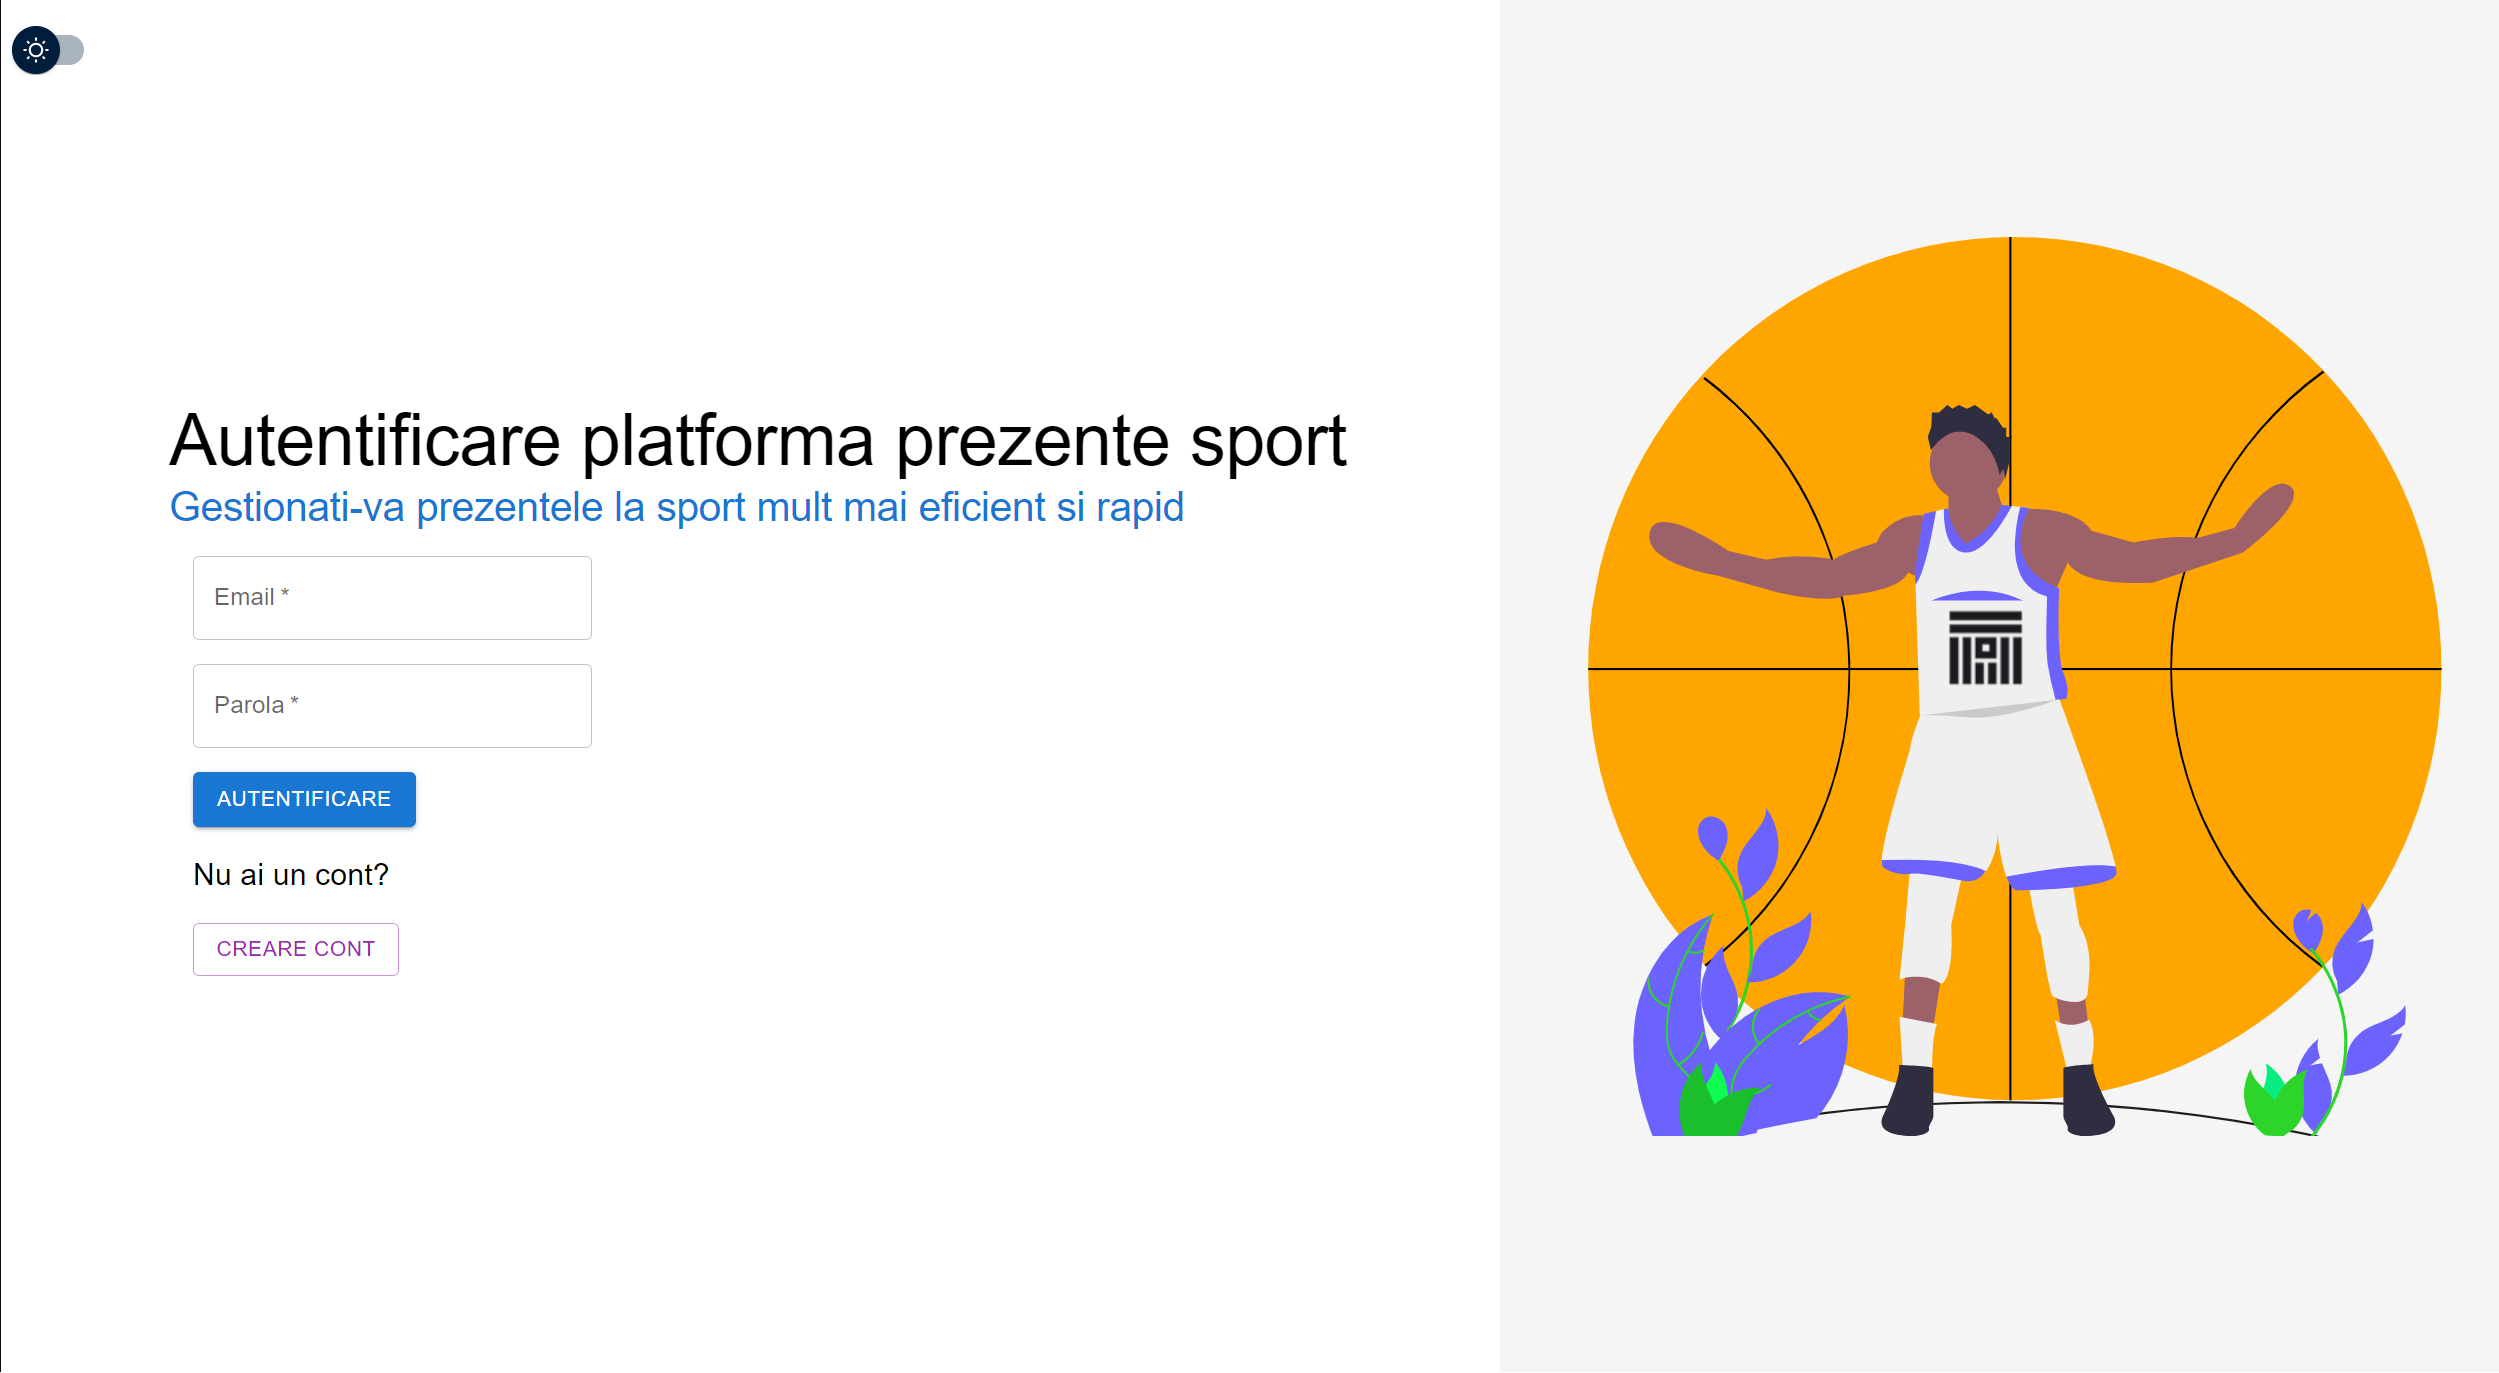 Autentificare platforma prezente sport
Gestionati-va prezentele la sport mult mai eficient si rapid
Email *
Parola *
AUTENTIFICARE
Nu ai un cont?
CREARE CONT